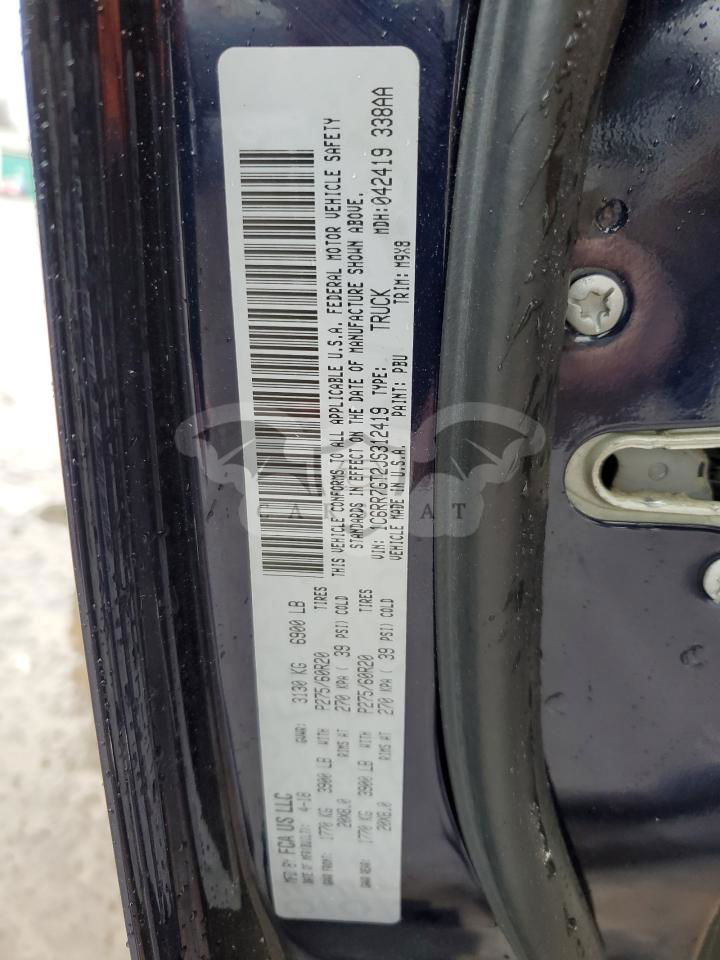 MFD BY: FCA US LLC
DATE OF MFR/BUILT: 4-18 GVWR: 3130 KG 6900 LB
GAWR FRONT: 1770 KG 3900 LB WITH P275/60R20 TIRES
20X8.0 RIMS AT 270 KPA ( 39 PSI) COLD
GAWR REAR: 1770 KG 3900 LB WITH P275/60R20 TIRES
20X8.0 RIMS AT 270 KPA ( 39 PSI) COLD
THIS VEHICLE CONFORMS TO ALL APPLICABLE U.S.A. FEDERAL MOTOR VEHICLE SAFETY
STANDARDS IN EFFECT ON THE DATE OF MANUFACTURE SHOWN ABOVE.
VIN: 1C6RR7GT2JS312419 TYPE: TRUCK MDH:042419 338AA
VEHICLE MADE IN U.S.A. PAINT: PBU TRIM: M9X8